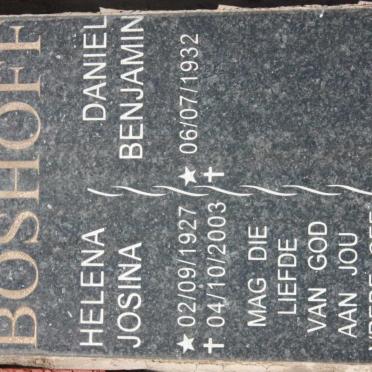 BOSHOFF
HELENA
JOSINA
★ 02/09/1927
✝ 04/10/2003
MAG DIE
LIEFDE
VAN GOD
AAN JOU
DANIEL
BENJAMIN
★ 06/07/1932
✝